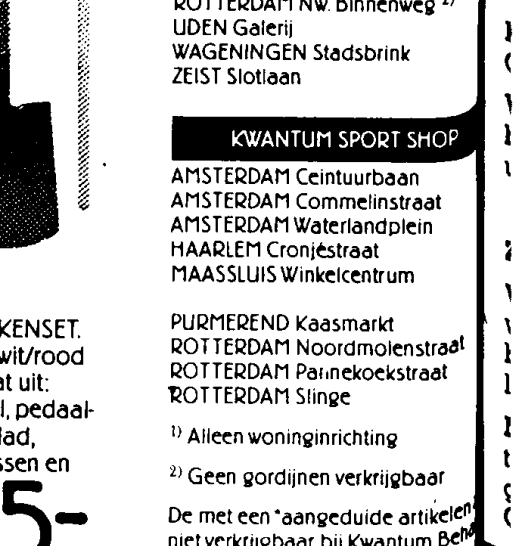 ROTTERDAM Nw. Binnenweg 2)
UDEN Galerij
WAGENINGEN Stadsbrink
ZEIST Slotlaan
KWANTUM SPORT SHOP
AMSTERDAM Ceintuurbaan
AMSTERDAM Commelinstraat
AMSTERDAM Waterlandplein
HAARLEM Cronjéstraat
MAASSLUIS Winkelcentrum
PURMEREND Kaasmarkt
ROTTERDAM Noordmolenstraat
ROTTERDAM Pannekoekstraat
ROTTERDAM Slinge
1) Alleen woninginrichting
2) Geen gordijnen verkrijgbaar
De met een *aangeduide artikelen
niet verkrijgbaar bij Kwantum
KENSET.
wit/rood
at uit:
l, pedaal-
lad,
ssen en
5-